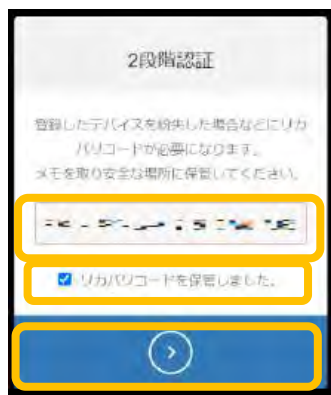 2段階認証
登録したデバイスを紛失した場合などにリカ
バリコードが必要になります。
メモを取り安全な場所に保管してください。
リカバリコードを保管しました。